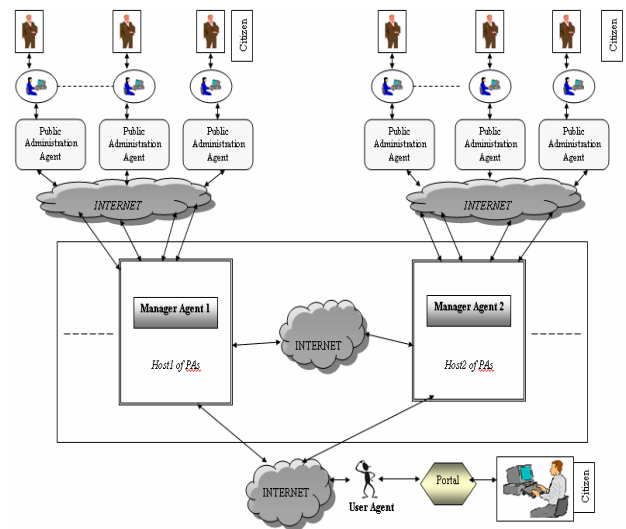 Citizen
Citizen
Public
Administration
Agent
Public
Administration
Agent
Public
Administration
Agent
Public
Administration
Agent
Public
Administration
Agent
Public
Administration
Agent
INTERNET
INTERNET
Manager Agent 1
Host1 of PAs
INTERNET
Manager Agent 2
Host2 of PAs
INTERNET
User Agent
Portal
Citizen